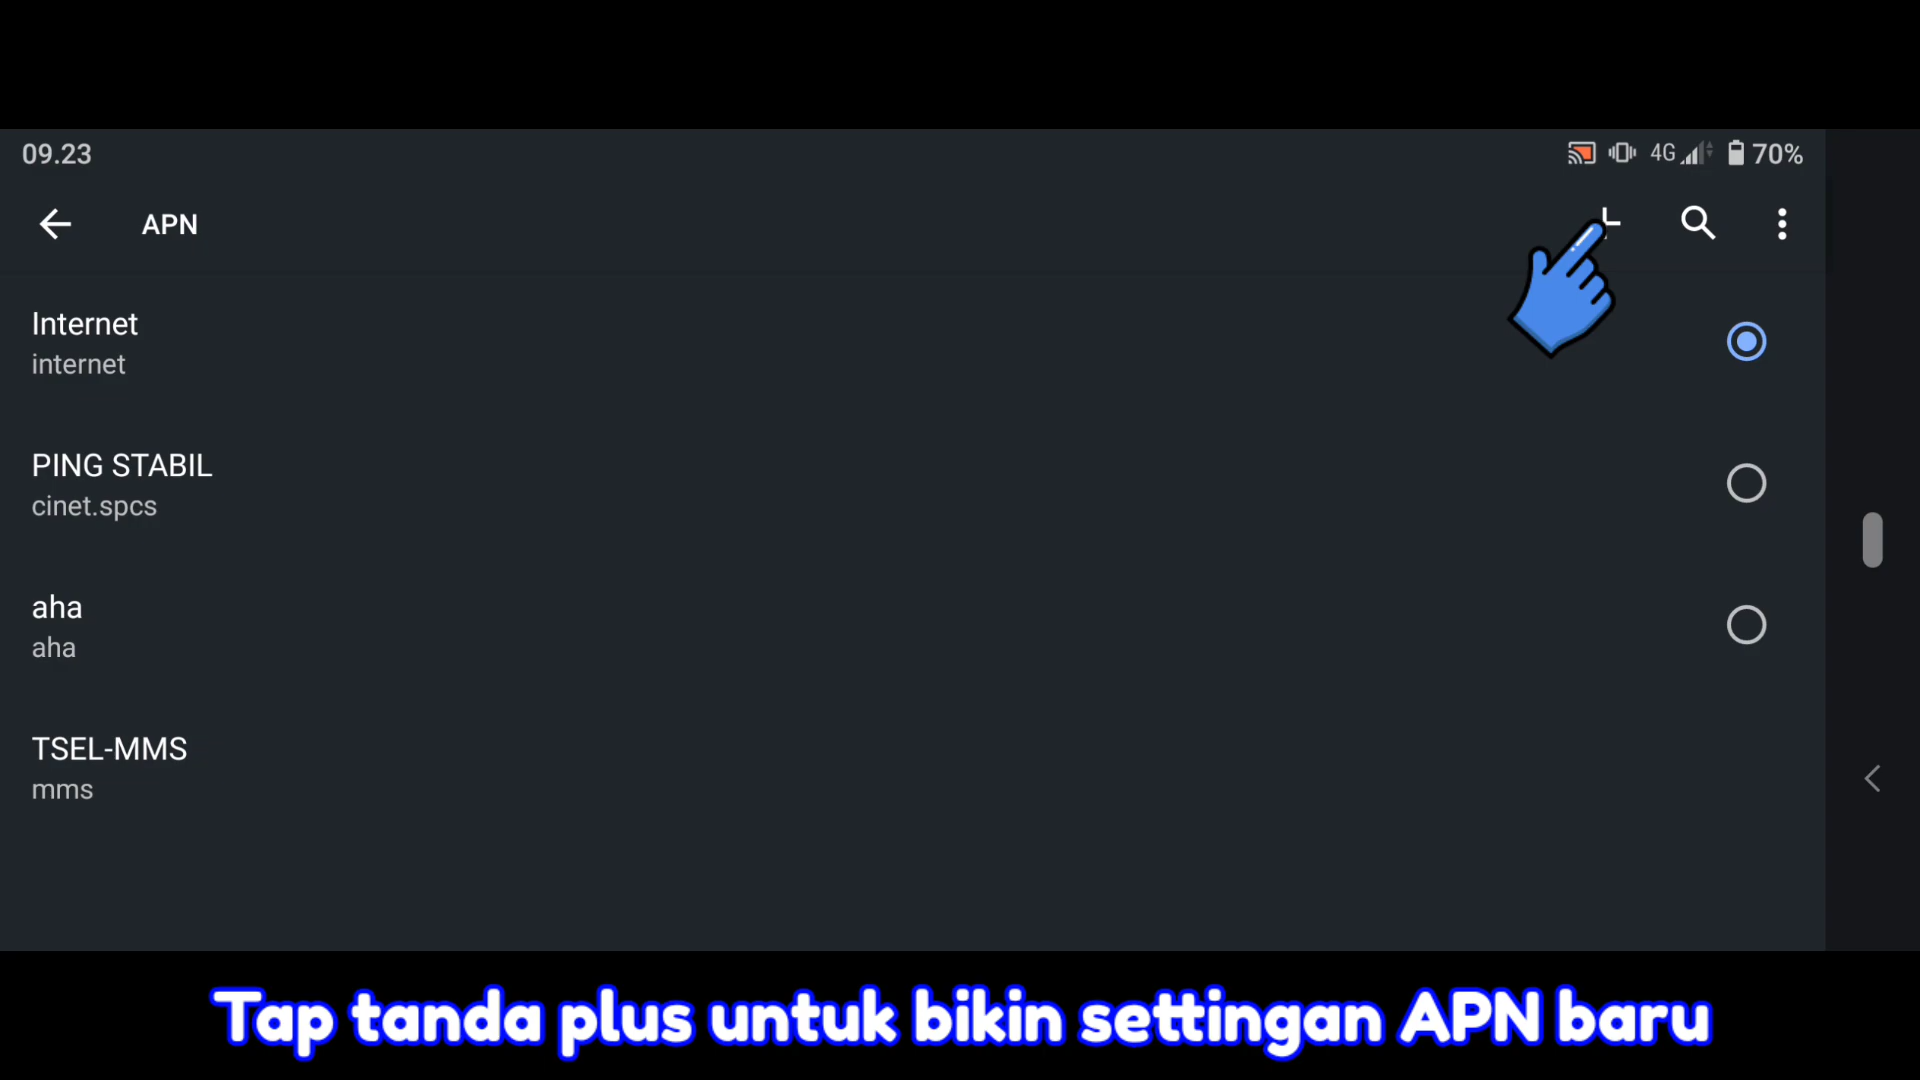 09.23
4G 70%
APN
Internet
internet
PING STABIL
cinet.spcs
aha
aha
TSEL-MMS
mms
Tap tanda plus untuk bikin settingan APN baru